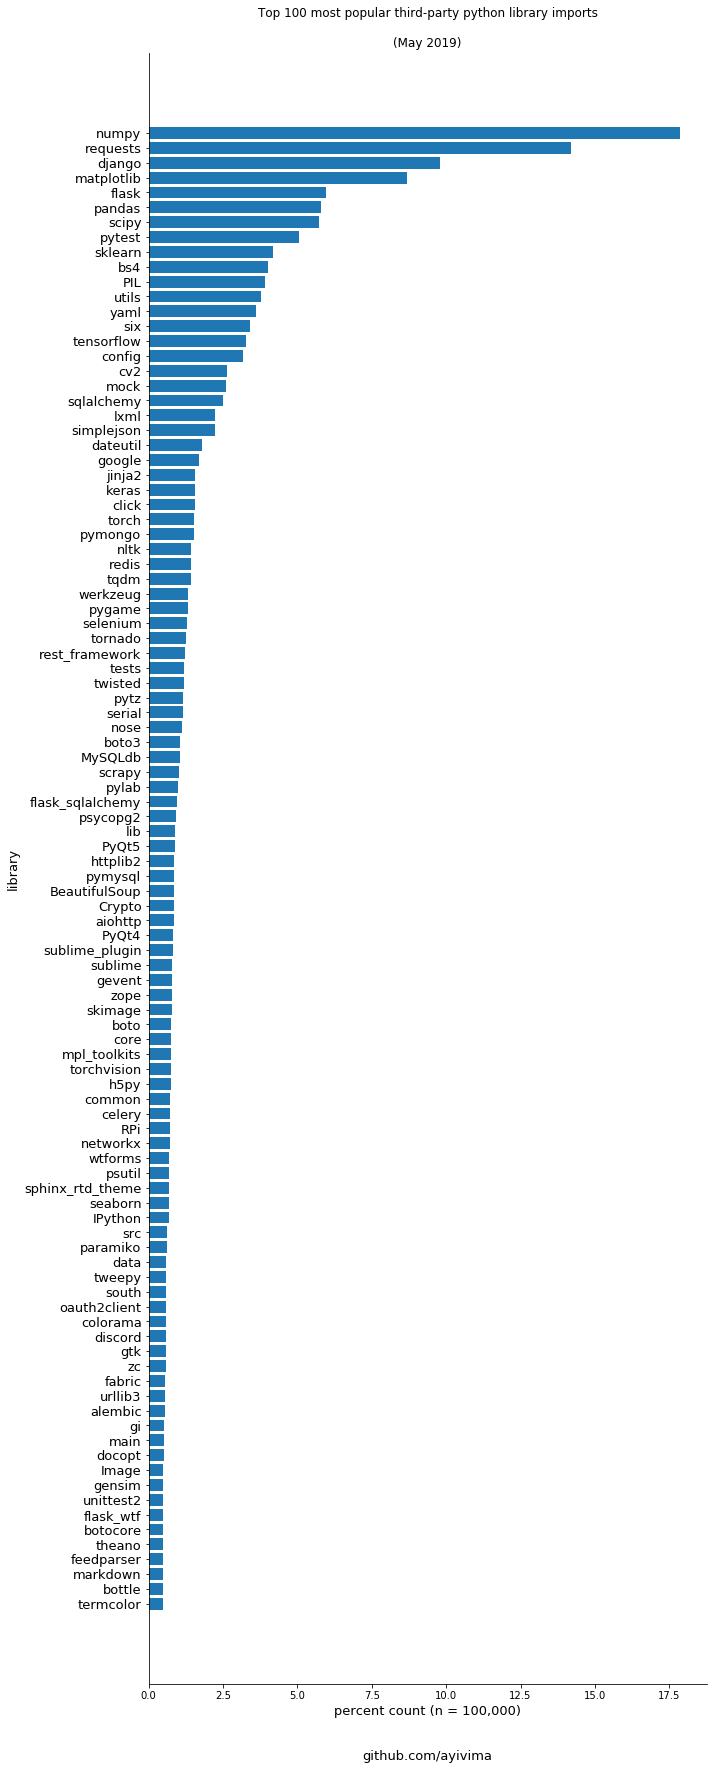 Top 100 most popular third-party python library imports
(May 2019)
numpy
requests
django
matplotlib
flask
pandas
scipy
pytest
sklearn
bs4
PIL
utils
yaml
six
tensorflow
config
cv2
mock
sqlalchemy
lxml
simplejson
dateutil
google
jinja2
keras
click
torch
pymongo
nltk
redis
tqdm
werkzeug
pygame
selenium
tornado
rest_framework
tests
twisted
pytz
serial
nose
boto3
MySQLdb
scrapy
pylab
flask_sqlalchemy
psycopg2
lib
PyQt5
httplib2
pymysql
BeautifulSoup
Crypto
aiohttp
PyQt4
sublime_plugin
sublime
gevent
zope
skimage
boto
core
mpl_toolkits
torchvision
h5py
common
celery
RPi
networkx
wtforms
psutil
sphinx_rtd_theme
seaborn
IPython
src
paramiko
data
tweepy
south
oauth2client
colorama
discord
gtk
zc
fabric
urllib3
alembic
gi
main
docopt
Image
gensim
unittest2
flask_wtf
botocore
theano
feedparser
markdown
bottle
termcolor
library
0.0 2.5 5.0 7.5 10.0 12.5 15.0 17.5
percent count (n = 100,000)
github.com/ayivima